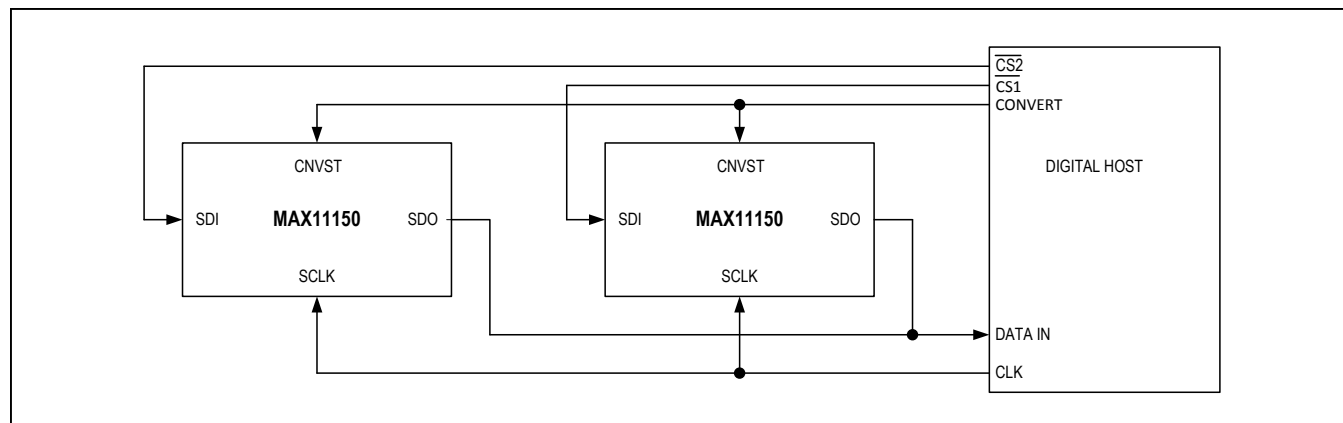 CS2
CS1
CONVERT
CNVST
CNVST
DIGITAL HOST
SDI
MAX11150
SDO
SDI
MAX11150
SDO
SCLK
SCLK
DATA IN
CLK